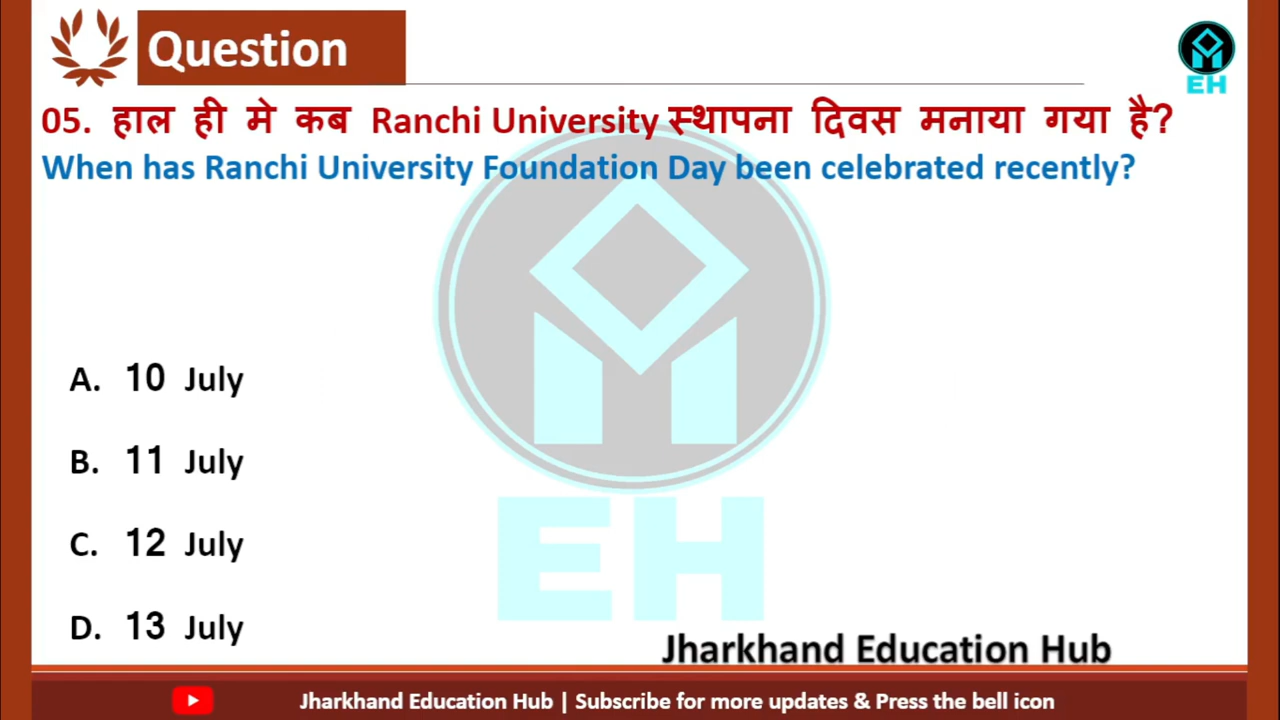 Question
EH
05. हाल ही मे कब Ranchi University स्थापना दिवस मनाया गया है?
When has Ranchi University Foundation Day been celebrated recently?
A. 10 July
B. 11 July
C. 12 July
D. 13 July
EH
Jharkhand Education Hub
Jharkhand Education Hub | Subscribe for more updates & Press the bell icon